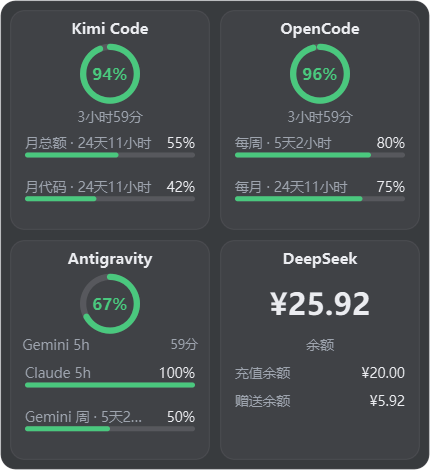 Kimi Code
94%
3小时59分
月总额 · 24天11小时 55%
月代码 · 24天11小时 42%
OpenCode
96%
3小时59分
每周 · 5天2小时 80%
每月 · 24天11小时 75%
Antigravity
67%
Gemini 5h 59分
Claude 5h 100%
Gemini 周 · 5天2... 50%
DeepSeek
¥25.92
余额
充值余额 ¥20.00
赠送余额 ¥5.92